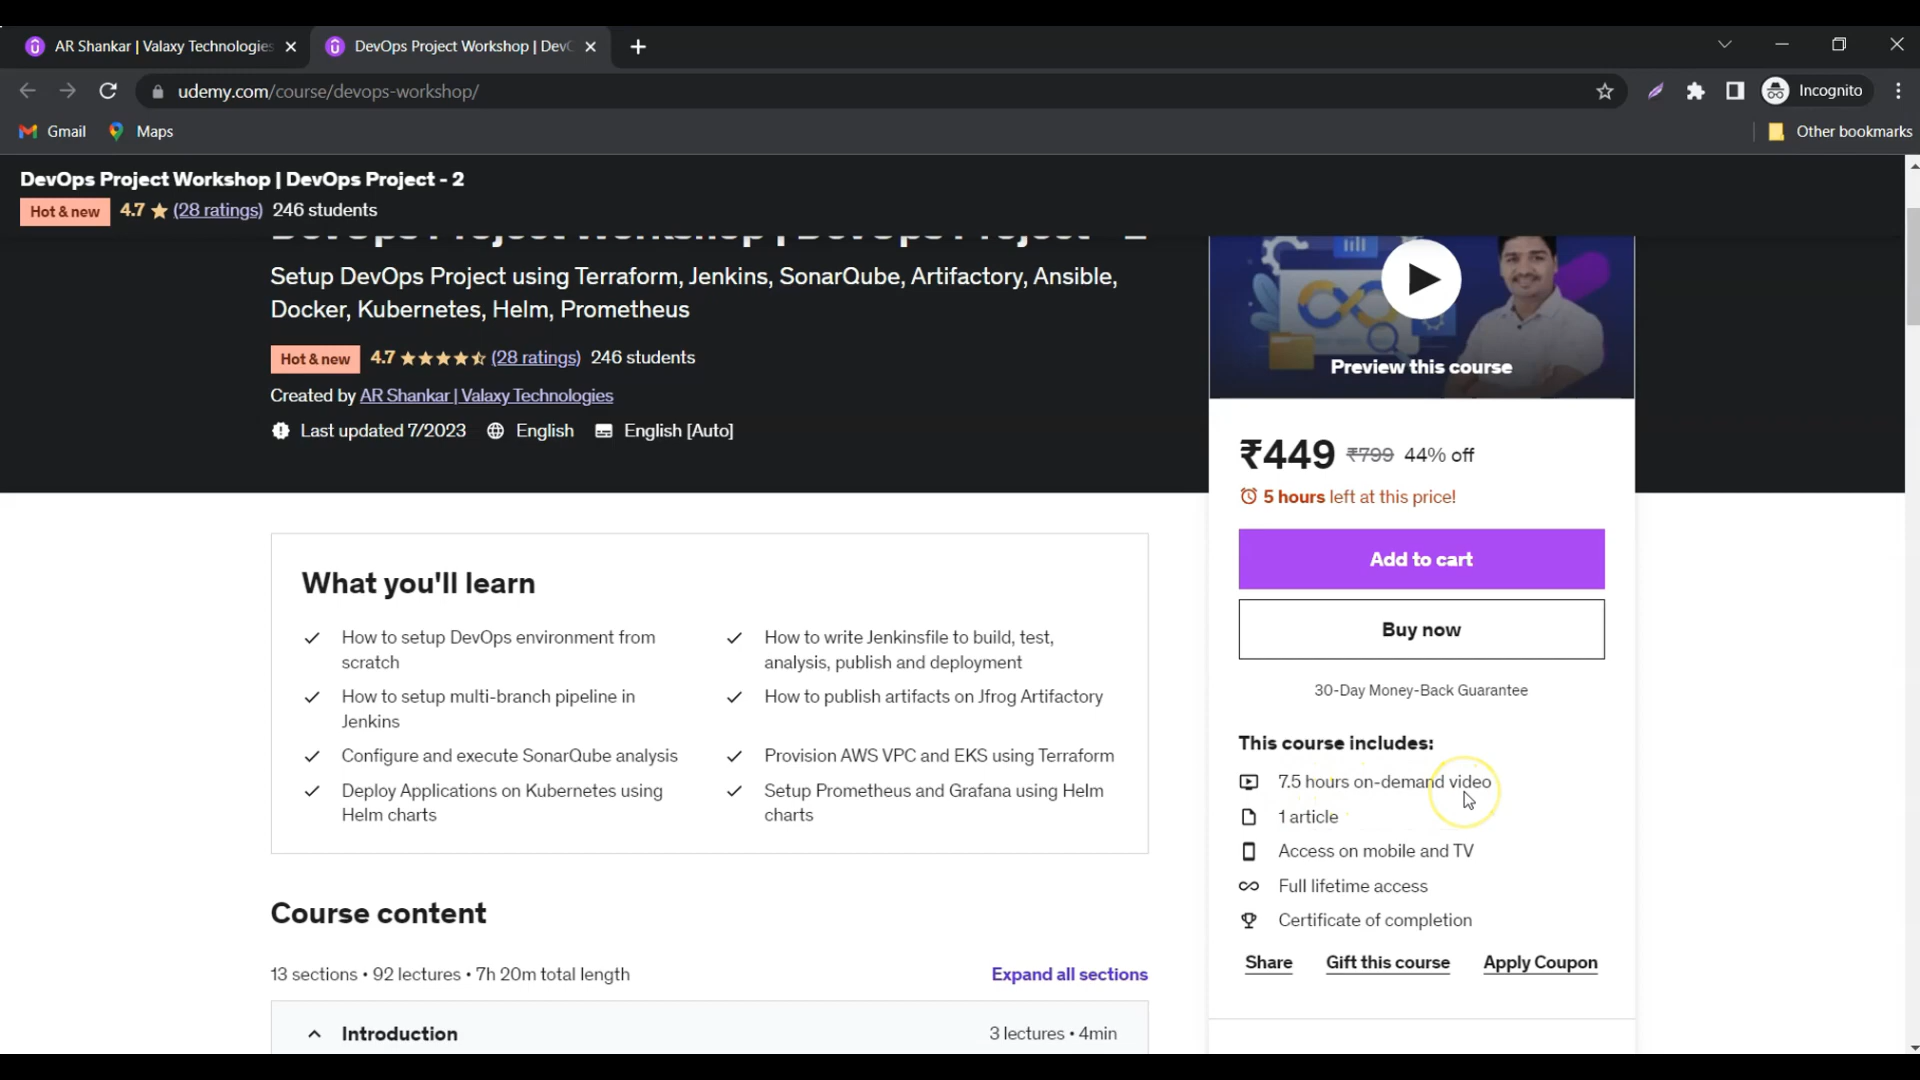 AR Shankar | Valaxy Technologies
DevOps Project Workshop | DevO
udemy.com/course/devops-workshop/
Incognito
Gmail
Maps
Other bookmarks
DevOps Project Workshop | DevOps Project - 2
Hot & new 4.7 (28 ratings) 246 students
DevOps Project Workshop | DevOps Project - 2
Setup DevOps Project using Terraform, Jenkins, SonarQube, Artifactory, Ansible,
Docker, Kubernetes, Helm, Prometheus
Hot & new 4.7 (28 ratings) 246 students
Created by AR Shankar | Valaxy Technologies
Last updated 7/2023 English English [Auto]
Preview this course
₹449 ₹799 44% off
5 hours left at this price!
Add to cart
Buy now
30-Day Money-Back Guarantee
This course includes:
7.5 hours on-demand video
1 article
Access on mobile and TV
Full lifetime access
Certificate of completion
Share Gift this course Apply Coupon
What you'll learn
How to setup DevOps environment from
scratch
How to write Jenkinsfile to build, test,
analysis, publish and deployment
How to setup multi-branch pipeline in
Jenkins
How to publish artifacts on Jfrog Artifactory
Configure and execute SonarQube analysis
Provision AWS VPC and EKS using Terraform
Deploy Applications on Kubernetes using
Helm charts
Setup Prometheus and Grafana using Helm
charts
Course content
13 sections • 92 lectures • 7h 20m total length
Expand all sections
Introduction
3 lectures • 4min